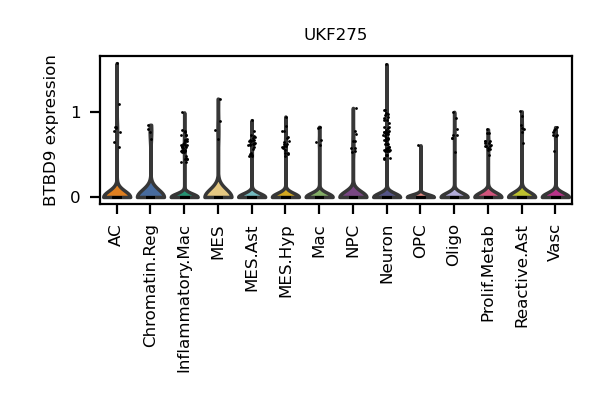 UKF275
BTBD9 expression
1
0
AC
Chromatin.Reg
Inflammatory.Mac
MES
MES.Ast
MES.Hyp
Mac
NPC
Neuron
OPC
Oligo
Prolif.Metab
Reactive.Ast
Vasc